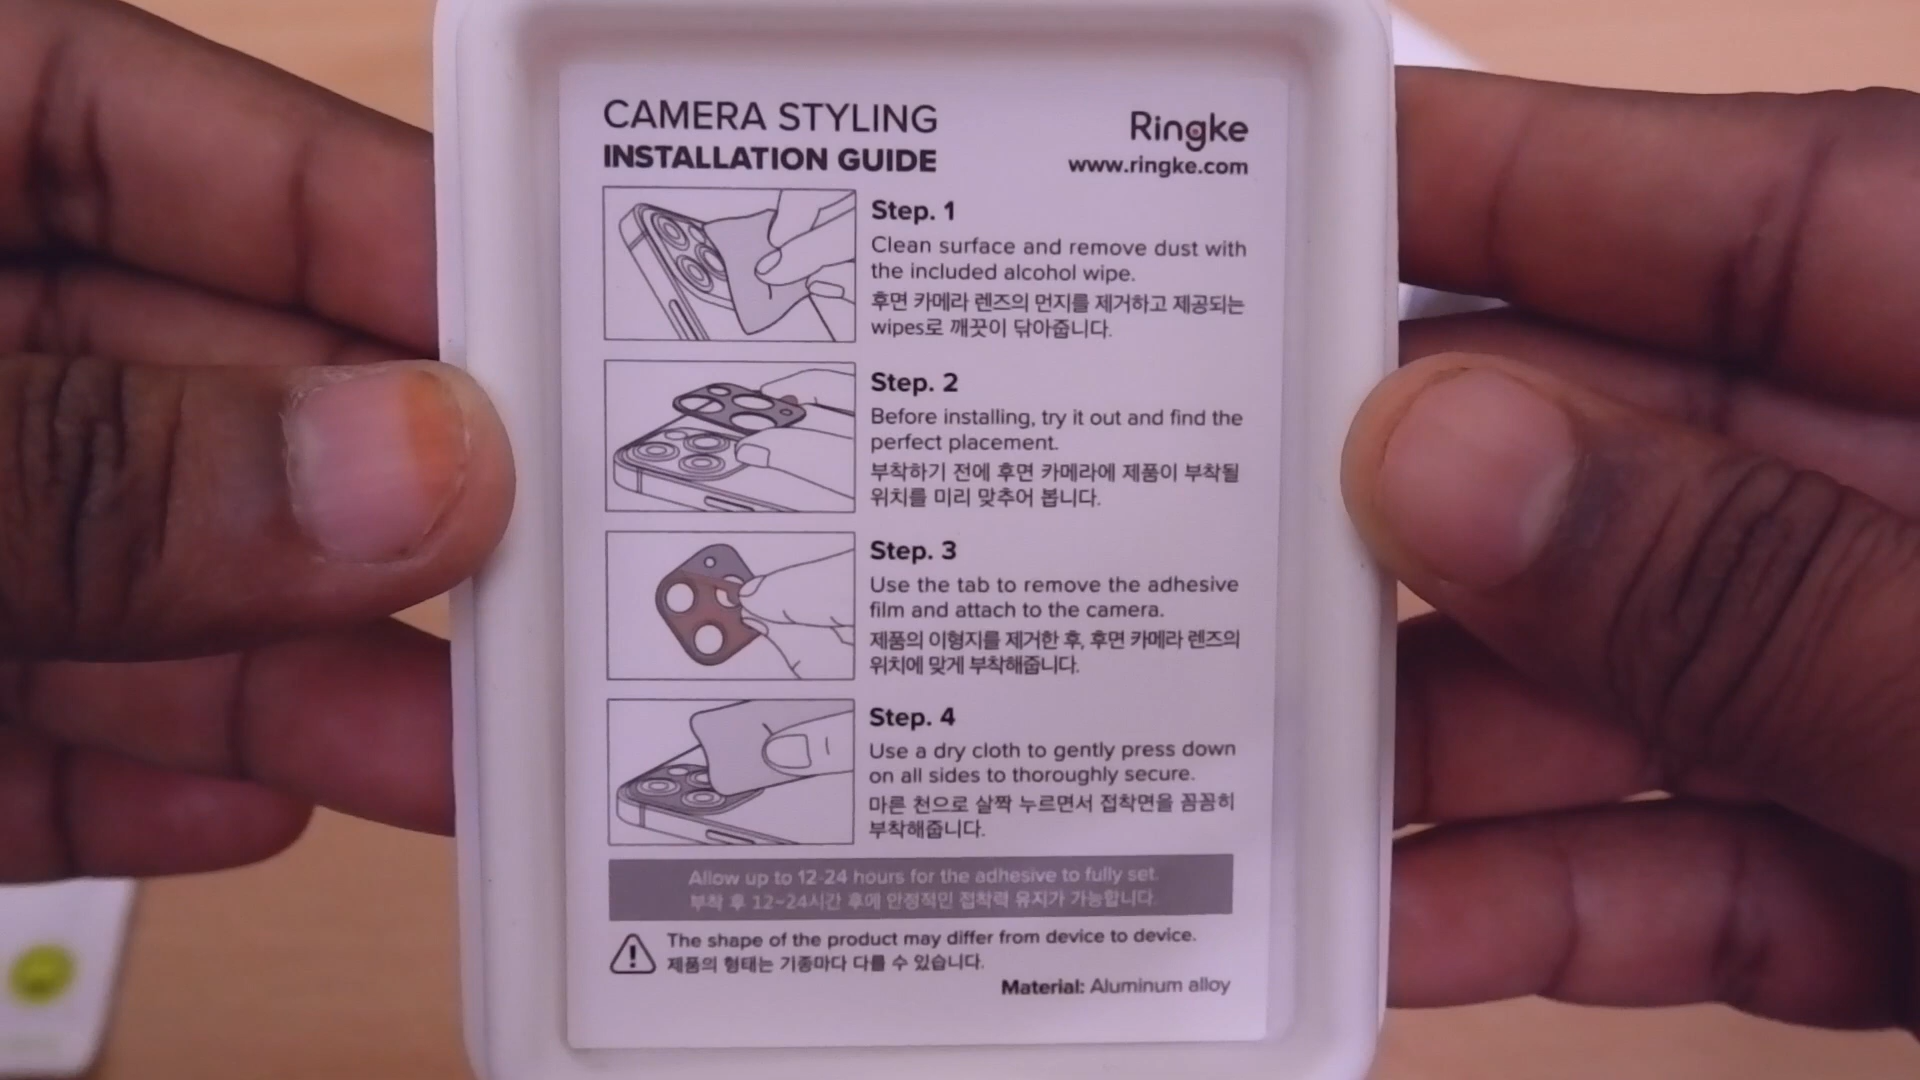 CAMERA STYLING
INSTALLATION GUIDE
Ringke
www.ringke.com
Step. 1
Clean surface and remove dust with
the included alcohol wipe.
후면 카메라 렌즈의 먼지를 제거하고 제공되는
wipes로 깨끗이 닦아줍니다.
Step. 2
Before installing, try it out and find the
perfect placement.
부착하기 전에 후면 카메라에 제품이 부착될
위치를 미리 맞추어 봅니다.
Step. 3
Use the tab to remove the adhesive
film and attach to the camera.
제품의 이형지를 제거한 후, 후면 카메라 렌즈의
위치에 맞게 부착해줍니다.
Step. 4
Use a dry cloth to gently press down
on all sides to thoroughly secure.
마른 천으로 살짝 누르면서 접착면을 꼼꼼히
부착해줍니다.
Allow up to 12-24 hours for the adhesive to fully set.
부착 후 12~24시간 후에 안정적인 접착력 유지가 가능합니다.
The shape of the product may differ from device to device.
제품의 형태는 기종마다 다를 수 있습니다.
Material: Aluminum alloy